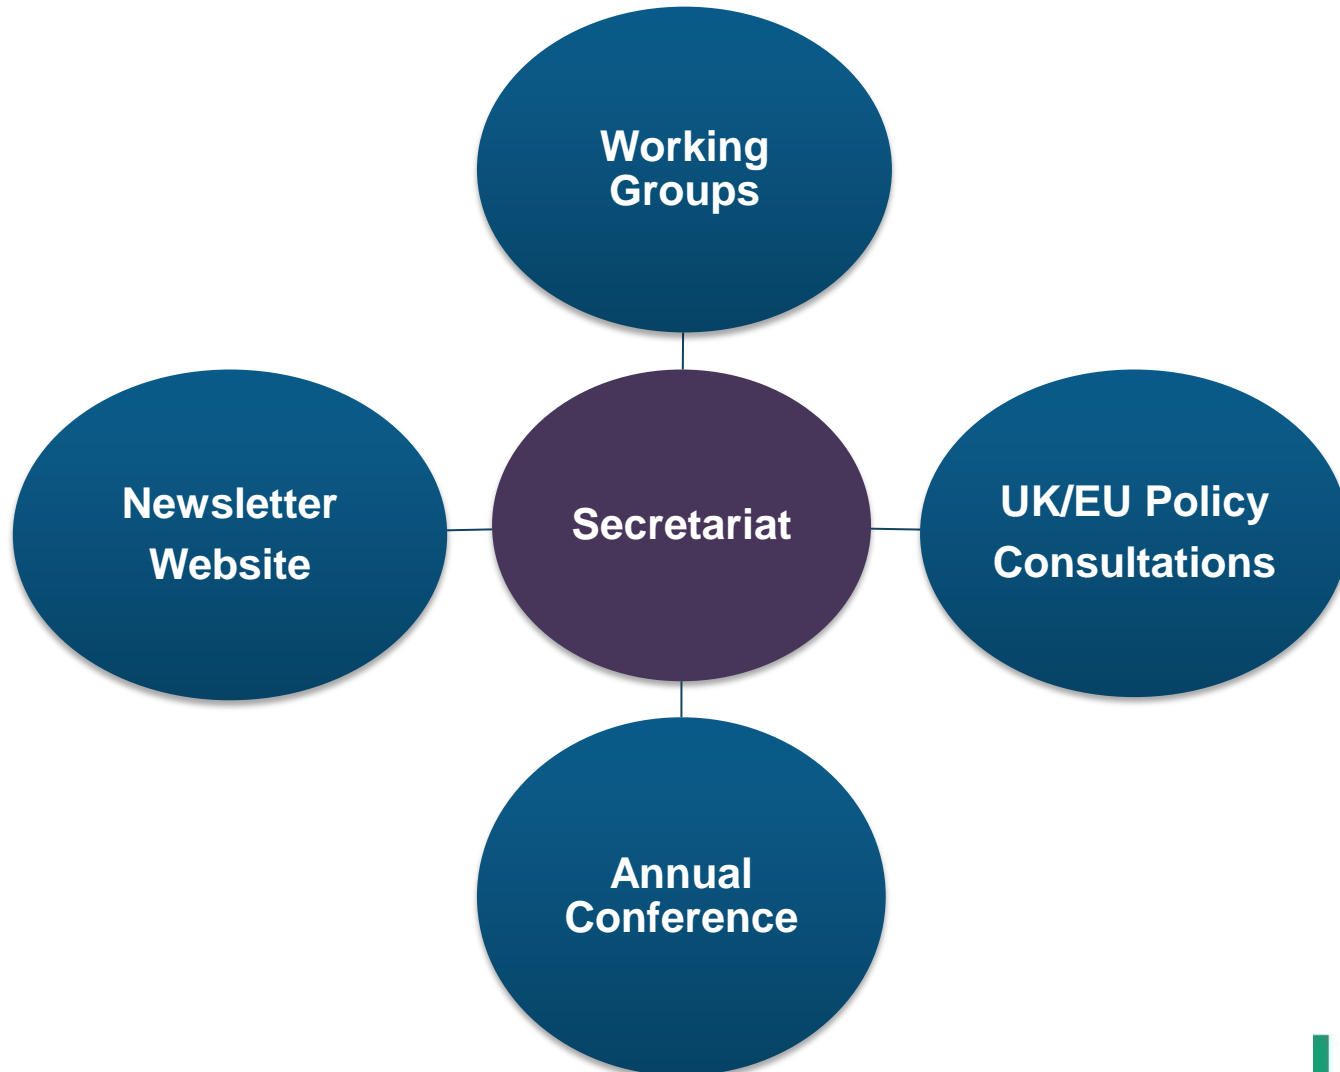 Working
Groups
Newsletter
Website
Secretariat
UK/EU Policy
Consultations
Annual
Conference